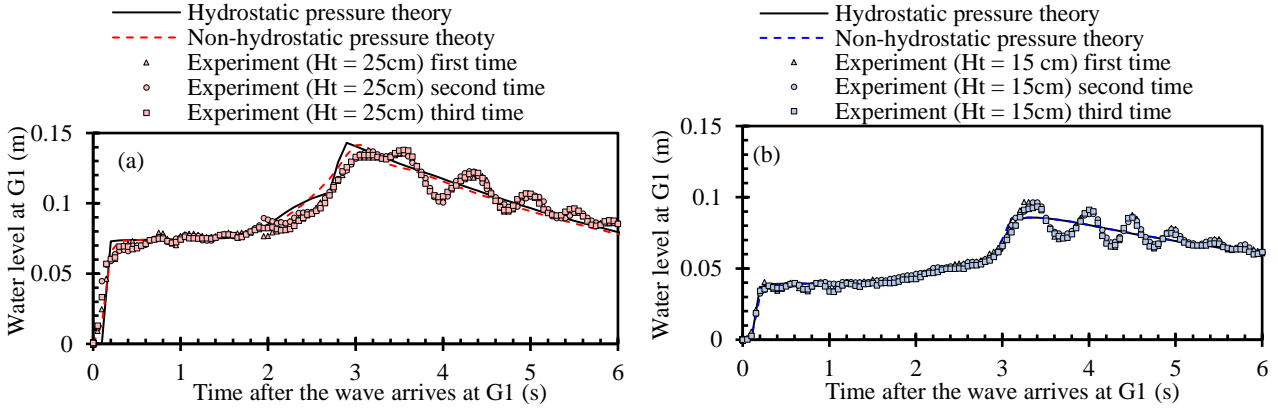 Hydrostatic pressure theory
Non-hydrostatic pressure theoty
Experiment (Ht = 25cm) first time
Experiment (Ht = 25cm) second time
Experiment (Ht = 25cm) third time
0.15
0.1
0.05
0
Water level at G1 (m)
(a)
0 1 2 3 4 5 6
Time after the wave arrives at G1 (s)
Hydrostatic pressure theory
Non-hydrostatic pressure theory
Experiment (Ht = 15 cm) first time
Experiment (Ht = 15cm) second time
Experiment (Ht = 15cm) third time
0.15
0.1
0.05
0
Water level at G1 (m)
(b)
0 1 2 3 4 5 6
Time after the wave arrives at G1 (s)